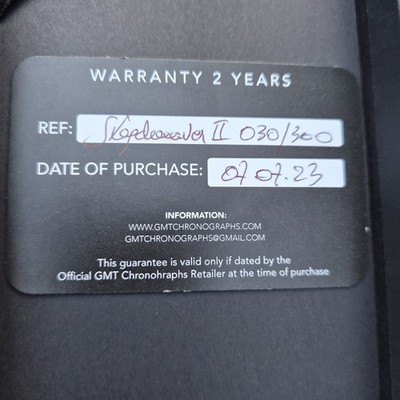 WARRANTY 2 YEARS
REF: II 030/300
DATE OF PURCHASE: 07 07.23
INFORMATION:
WWW.GMTCHRONOGRAPHS.COM
GMTCHRONOGRAPHS@GMAIL.COM
This guarantee is valid only if dated by the
Official GMT Chronohraphs Retailer at the time of purchase